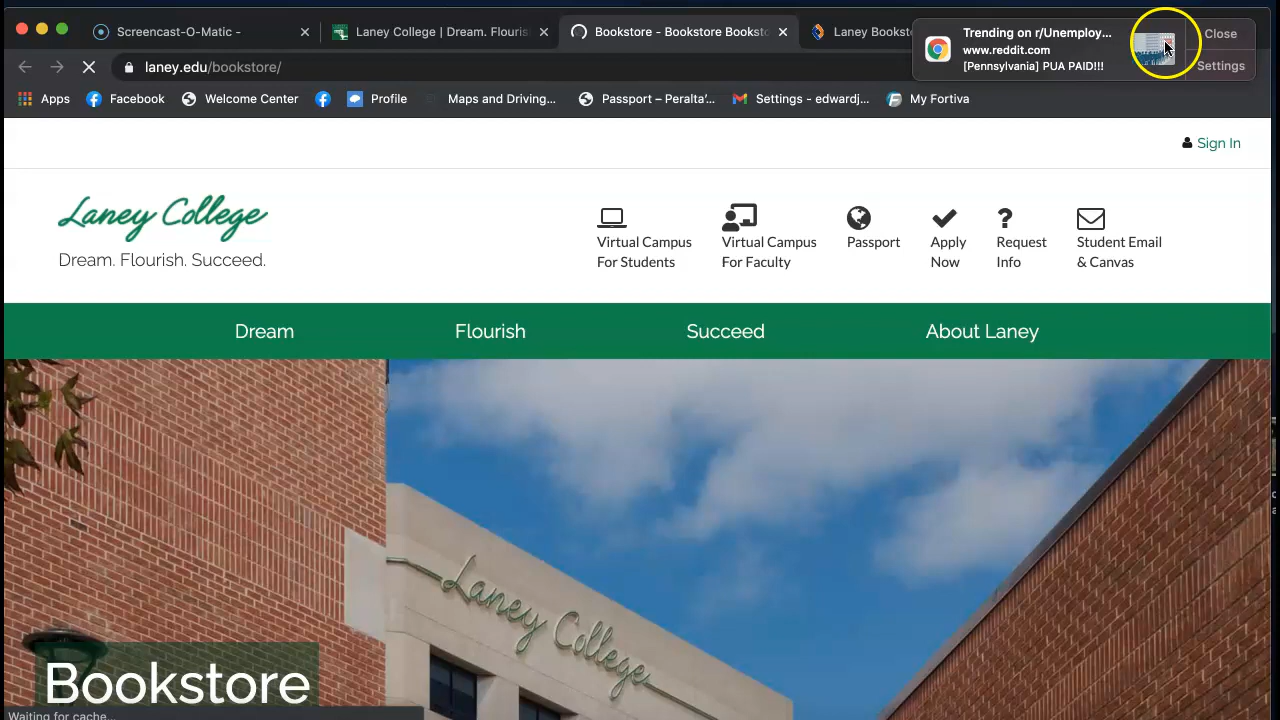 Screencast-O-Matic -
Laney College | Dream. Flouris
Bookstore - Bookstore Bookst
Laney Bookst
Trending on r/Unemploy...
www.reddit.com
[Pennsylvania] PUA PAID!!!
Close
Settings
laney.edu/bookstore/
Apps
Facebook
Welcome Center
Profile
Maps and Driving...
Passport – Peralta'...
Settings - edwardj...
My Fortiva
Sign In
Laney College
Dream. Flourish. Succeed.
Virtual Campus
For Students
Virtual Campus
For Faculty
Passport
Apply
Now
Request
Info
Student Email
& Canvas
Dream
Flourish
Succeed
About Laney
Laney College
Bookstore
Waiting for cache...